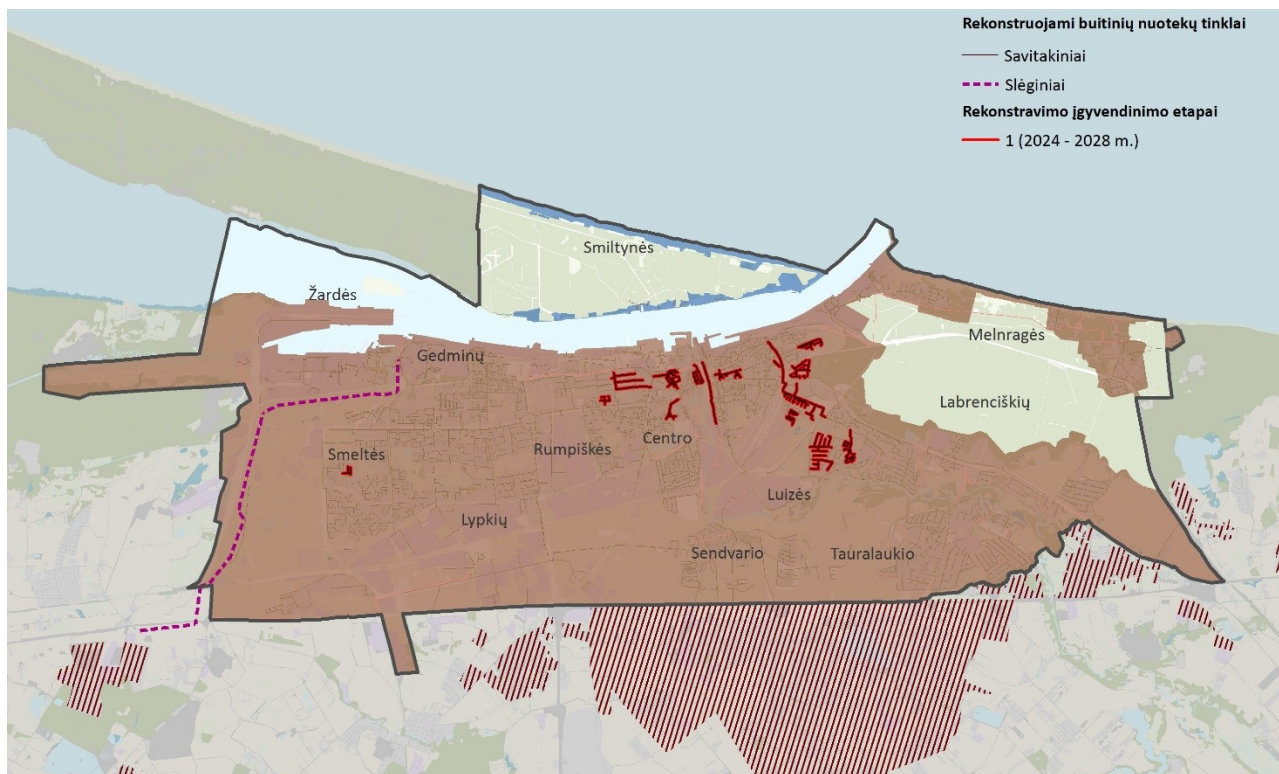 Rekonstruojami buitinių nuotekų tinklai
Savitakiniai
Slėginiai
Rekonstravimo įgyvendinimo etapai
1 (2024 - 2028 m.)
Smiltynės
Žardės
Melnragės
Gedminų
Labrenciškių
Centro
Rumpiškės
Smeltės
Luizės
Lypkių
Sendvario
Tauralaukio